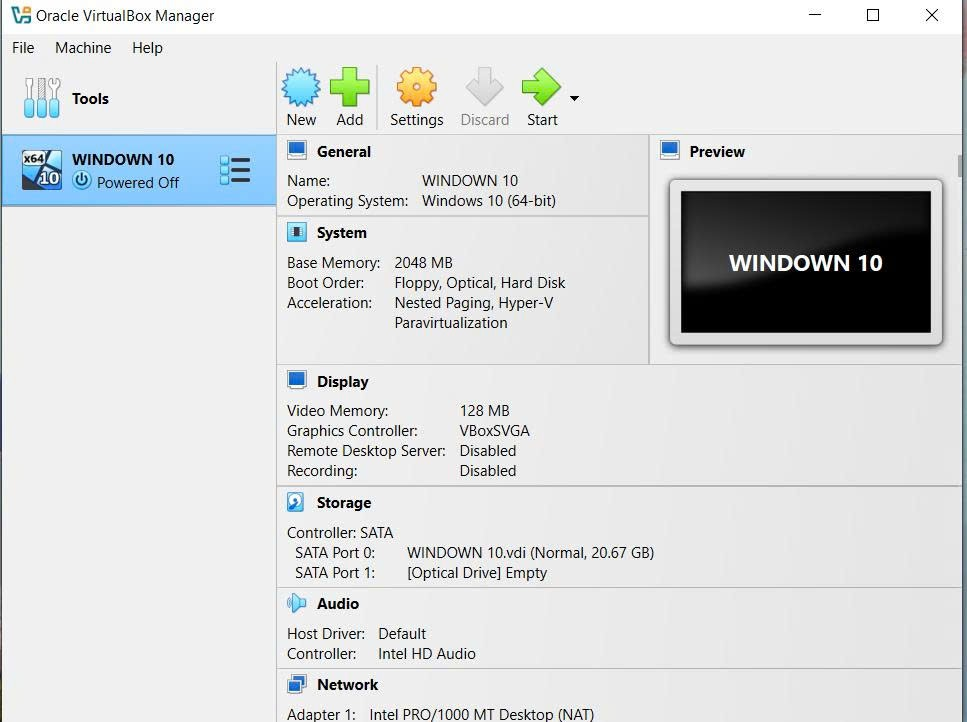 Oracle VirtualBox Manager
File Machine Help
Tools
New Add Settings Discard Start
x64
10
WINDOWN 10
Powered Off
General
Name: WINDOWN 10
Operating System: Windows 10 (64-bit)
System
Base Memory: 2048 MB
Boot Order: Floppy, Optical, Hard Disk
Acceleration: Nested Paging, Hyper-V
Paravirtualization
Preview
WINDOWN 10
Display
Video Memory: 128 MB
Graphics Controller: VBoxSVGA
Remote Desktop Server: Disabled
Recording: Disabled
Storage
Controller: SATA
SATA Port 0: WINDOWN 10.vdi (Normal, 20.67 GB)
SATA Port 1: [Optical Drive] Empty
Audio
Host Driver: Default
Controller: Intel HD Audio
Network
Adapter 1: Intel PRO/1000 MT Desktop (NAT)